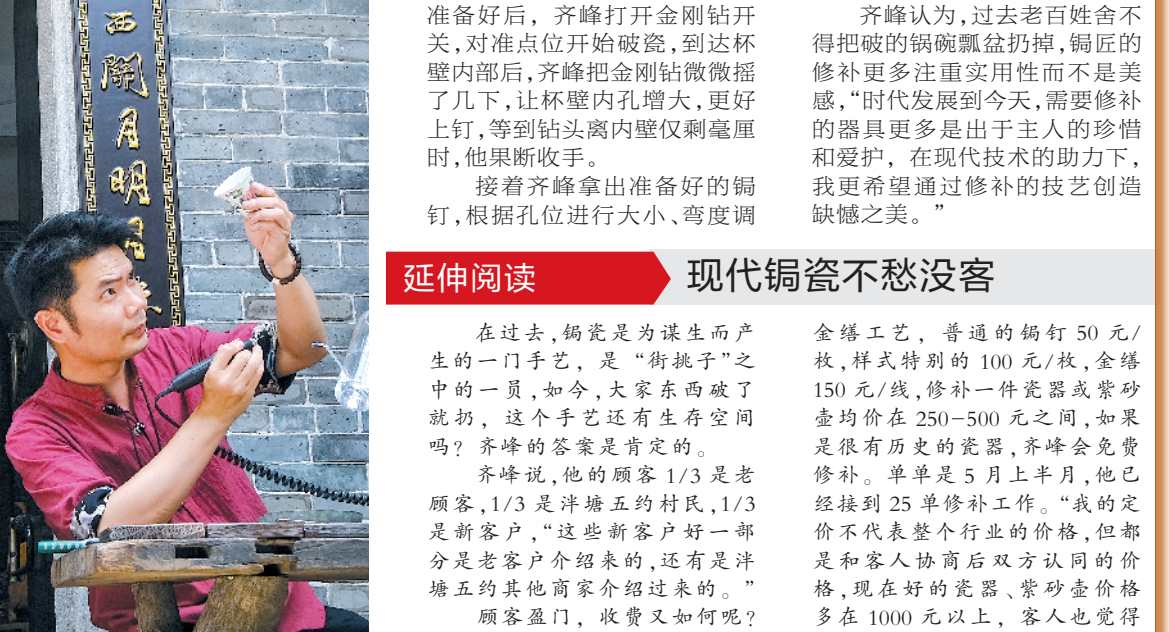 西
關
月
明
准备好后，齐峰打开金刚钻开
关,对准点位开始破瓷,到达杯
壁内部后,齐峰把金刚钻微微摇
了几下,让杯壁内孔增大,更好
上钉,等到钻头离内壁仅剩毫厘
时,他果断收手。
接着齐峰拿出准备好的锔
钉,根据孔位进行大小、弯度调
齐峰认为,过去老百姓舍不
得把破的锅碗瓢盆扔掉,锔匠的
修补更多注重实用性而不是美
感,“时代发展到今天,需要修补
的器具更多是出于主人的珍惜
和爱护，在现代技术的助力下,
我更希望通过修补的技艺创造
缺憾之美。”
延伸阅读
现代锔瓷不愁没客
在过去,锔瓷是为谋生而产
生的一门手艺，是“街挑子”之
中的一员,如今,大家东西破了
就扔，这个手艺还有生存空间
吗？齐峰的答案是肯定的。
齐峰说,他的顾客 1/3 是老
顾客,1/3 是泮塘五约村民,1/3
是新客户,“这些新客户好一部
分是老客户介绍来的,还有是泮
塘五约其他商家介绍过来的。”
顾客盈门，收费又如何呢？
金缮工艺，普通的锔钉 50 元/
枚,样式特别的 100 元/枚,金缮
150 元/线,修补一件瓷器或紫砂
壶均价在 250-500 元之间,如果
是很有历史的瓷器,齐峰会免费
修补。单单是 5 月上半月,他已
经接到 25 单修补工作。“我的定
价不代表整个行业的价格,但都
是和客人协商后双方认同的价
格,现在好的瓷器、紫砂壶价格
多在 1000 元以上，客人也觉得